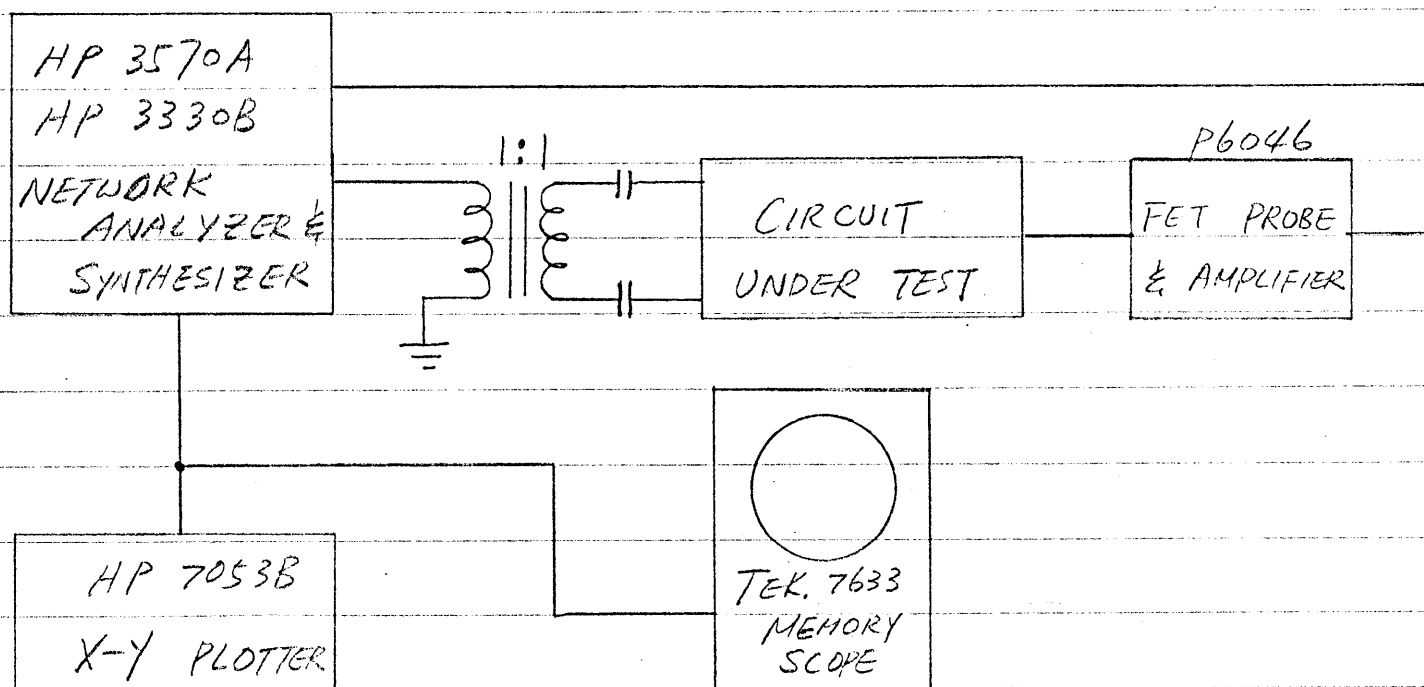 HP 3570A
HP 3330B
NETWORK
ANALYZER &
SYNTHESIZER
1:1
CIRCUIT
UNDER TEST
P6046
FET PROBE
& AMPLIFIER
HP 7053B
X-Y PLOTTER
TEK. 7633
MEMORY
SCOPE